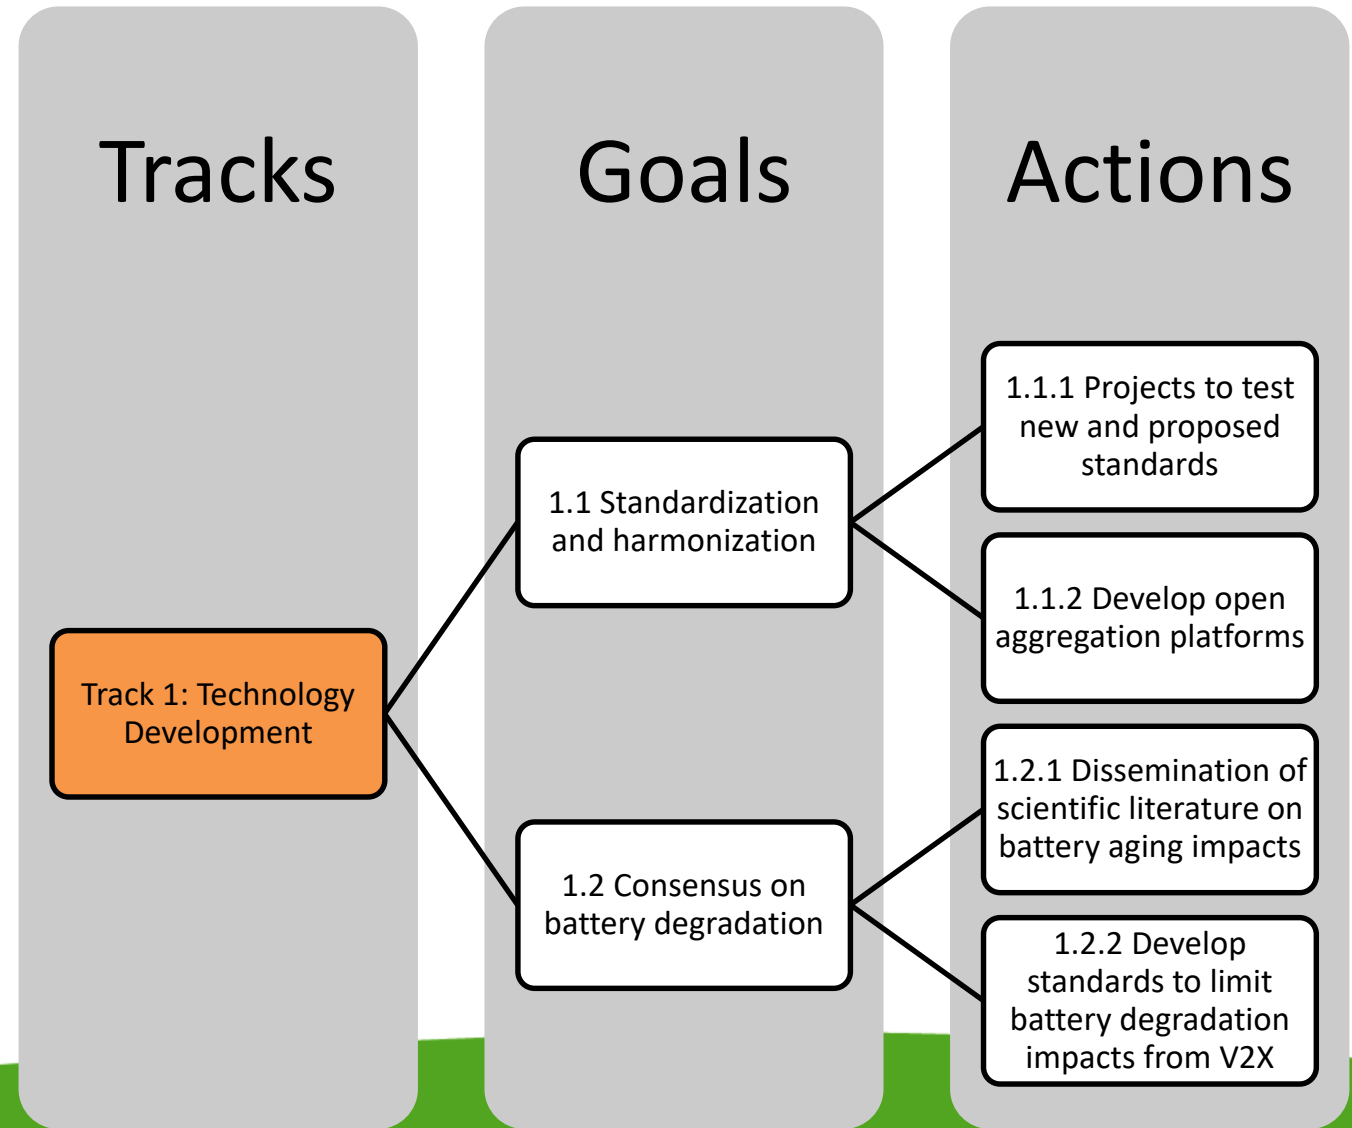 Tracks
Goals
Actions
Track 1: Technology
Development
1.1 Standardization
and harmonization
1.2 Consensus on
battery degradation
1.1.1 Projects to test
new and proposed
standards
1.1.2 Develop open
aggregation platforms
1.2.1 Dissemination of
scientific literature on
battery aging impacts
1.2.2 Develop
standards to limit
battery degradation
impacts from V2X